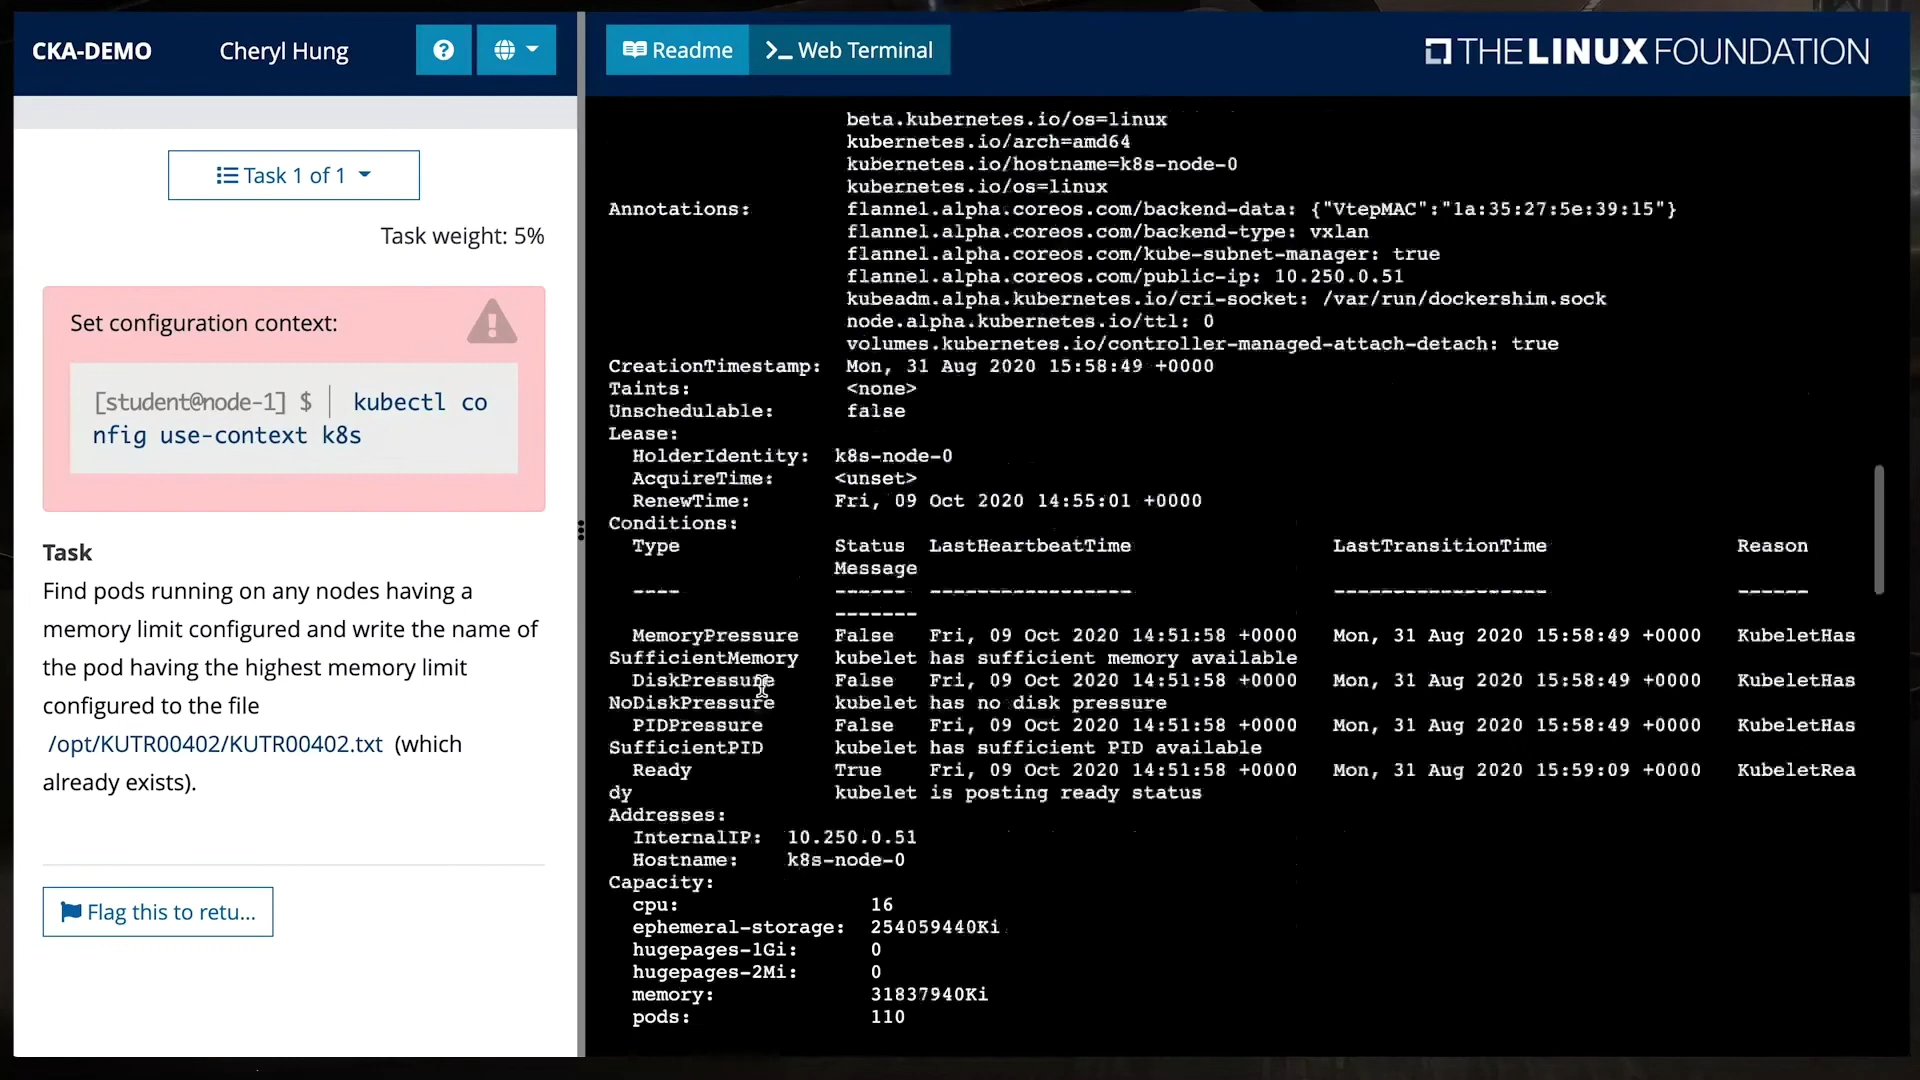 CKA-DEMO
Cheryl Hung
Readme
Web Terminal
THE LINUX FOUNDATION
Task 1 of 1
Task weight: 5%
Set configuration context:
[student@node-1] $ | kubectl co
nfig use-context k8s
Task
Find pods running on any nodes having a
memory limit configured and write the name of
the pod having the highest memory limit
configured to the file
/opt/KUTR00402/KUTR00402.txt (which
already exists).
Flag this to retu...
beta.kubernetes.io/os=linux
kubernetes.io/arch=amd64
kubernetes.io/hostname=k8s-node-0
kubernetes.io/os=linux
Annotations: flannel.alpha.coreos.com/backend-data: {"VtepMAC":"1a:35:27:5e:39:15"}
flannel.alpha.coreos.com/backend-type: vxlan
flannel.alpha.coreos.com/kube-subnet-manager: true
flannel.alpha.coreos.com/public-ip: 10.250.0.51
kubeadm.alpha.kubernetes.io/cri-socket: /var/run/dockershim.sock
node.alpha.kubernetes.io/ttl: 0
volumes.kubernetes.io/controller-managed-attach-detach: true
CreationTimestamp: Mon, 31 Aug 2020 15:58:49 +0000
Taints: <none>
Unschedulable: false
Lease:
HolderIdentity: k8s-node-0
AcquireTime: <unset>
RenewTime: Fri, 09 Oct 2020 14:55:01 +0000
Conditions:
Type Status LastHeartbeatTime LastTransitionTime Reason
Message
---- ------ ----------------- ------------------ ------
-------
MemoryPressure False Fri, 09 Oct 2020 14:51:58 +0000 Mon, 31 Aug 2020 15:58:49 +0000 KubeletHas
SufficientMemory kubelet has sufficient memory available
DiskPressure False Fri, 09 Oct 2020 14:51:58 +0000 Mon, 31 Aug 2020 15:58:49 +0000 KubeletHas
NoDiskPressure kubelet has no disk pressure
PIDPressure False Fri, 09 Oct 2020 14:51:58 +0000 Mon, 31 Aug 2020 15:58:49 +0000 KubeletHas
SufficientPID kubelet has sufficient PID available
Ready True Fri, 09 Oct 2020 14:51:58 +0000 Mon, 31 Aug 2020 15:59:09 +0000 KubeletRea
dy kubelet is posting ready status
Addresses:
InternalIP: 10.250.0.51
Hostname: k8s-node-0
Capacity:
cpu: 16
ephemeral-storage: 254059440Ki
hugepages-1Gi: 0
hugepages-2Mi: 0
memory: 31837940Ki
pods: 110